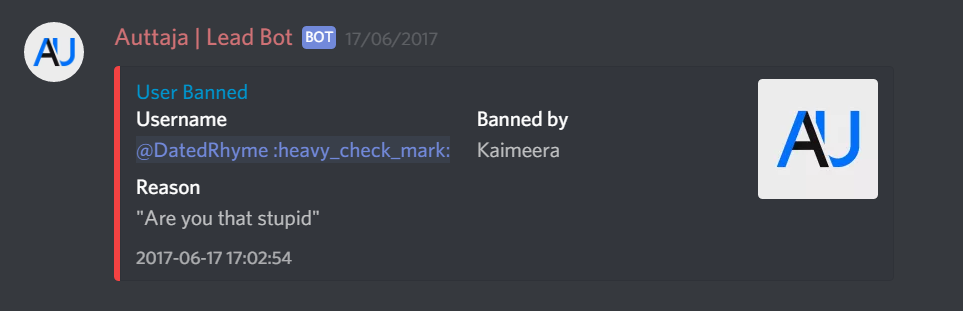 AU
Auttaja | Lead Bot BOT 17/06/2017
User Banned
Username Banned by
@DatedRhyme :heavy_check_mark: Kaimeera
AU
Reason
"Are you that stupid"
2017-06-17 17:02:54